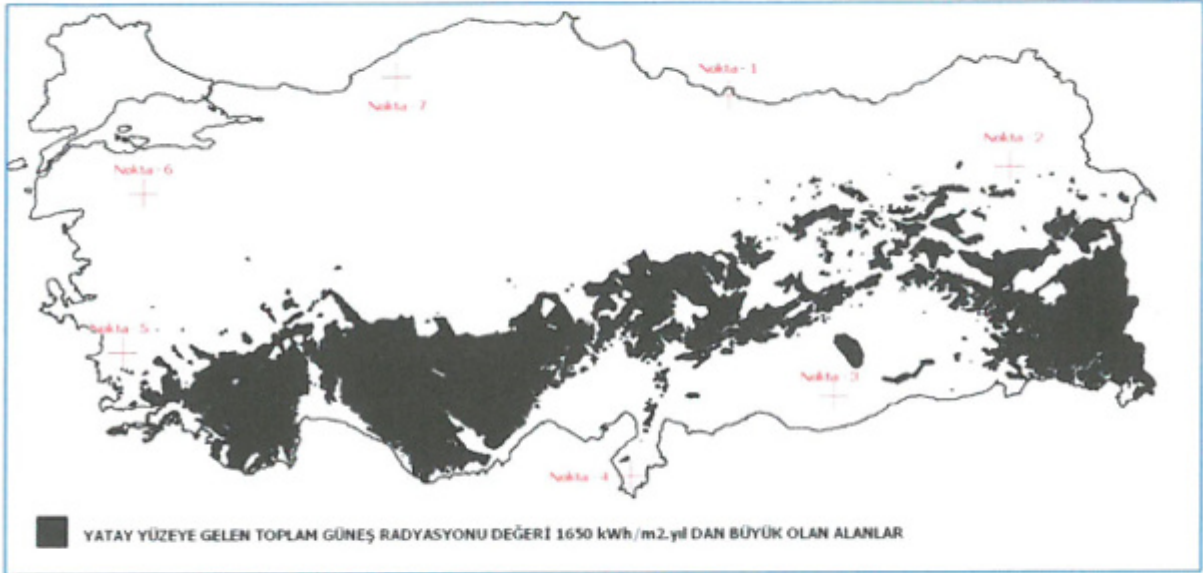 Nokta-1
Nokta-7
Nokta-2
Nokta-6
Nokta-5
Nokta-3
Nokta-4
YATAY YÜZEYE GELEN TOPLAM GÜNEŞ RADYASYONU DEĞERİ 1650 kWh/m2.yıl DAN BÜYÜK OLAN ALANLAR